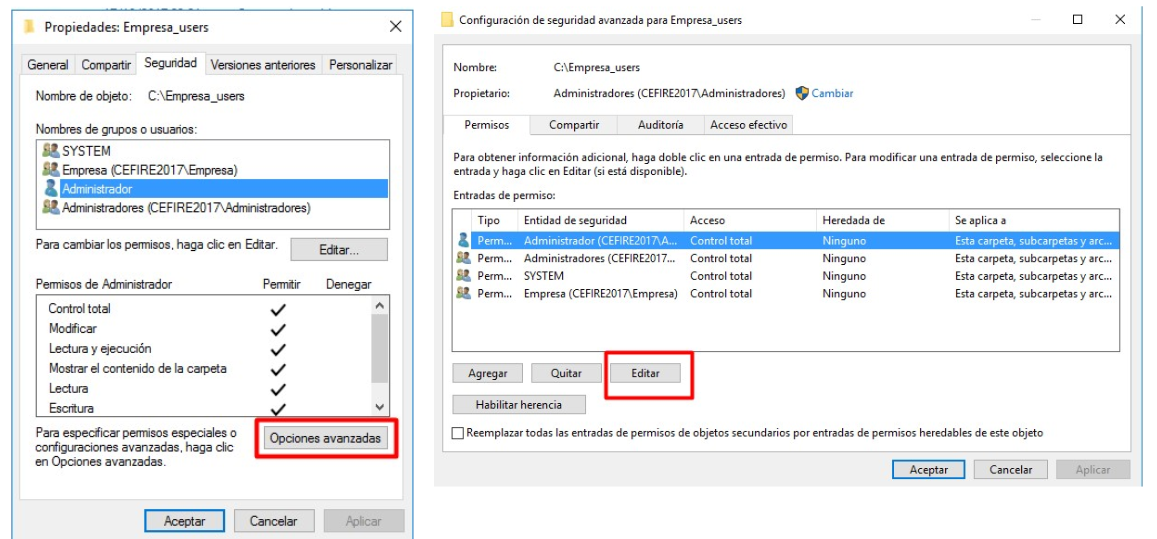 Propiedades: Empresa_users
General Compartir Seguridad Versiones anteriores Personalizar
Nombre de objeto: C:\Empresa_users
Nombres de grupos o usuarios:
SYSTEM
Empresa (CEFIRE2017\Empresa)
Administrador
Administradores (CEFIRE2017\Administradores)
Para cambiar los permisos, haga clic en Editar. Editar...
Permisos de Administrador Permitir Denegar
Control total
Modificar
Lectura y ejecución
Mostrar el contenido de la carpeta
Lectura
Escritura
Para especificar permisos especiales o
configuraciones avanzadas, haga clic
en Opciones avanzadas.
Opciones avanzadas
Aceptar Cancelar Aplicar
Configuración de seguridad avanzada para Empresa_users
Nombre: C:\Empresa_users
Propietario: Administradores (CEFIRE2017\Administradores) Cambiar
Permisos Compartir Auditoría Acceso efectivo
Para obtener información adicional, haga doble clic en una entrada de permiso. Para modificar una entrada de permiso, seleccione la
entrada y haga clic en Editar (si está disponible).
Entradas de permiso:
Tipo Entidad de seguridad Acceso Heredada de Se aplica a
Perm... Administrador (CEFIRE2017\A... Control total Ninguno Esta carpeta, subcarpetas y arc...
Perm... Administradores (CEFIRE2017... Control total Ninguno Esta carpeta, subcarpetas y arc...
Perm... SYSTEM Control total Ninguno Esta carpeta, subcarpetas y arc...
Perm... Empresa (CEFIRE2017\Empresa) Control total Ninguno Esta carpeta, subcarpetas y arc...
Agregar Quitar Editar
Habilitar herencia
Reemplazar todas las entradas de permisos de objetos secundarios por entradas de permisos heredables de este objeto
Aceptar Cancelar Aplicar